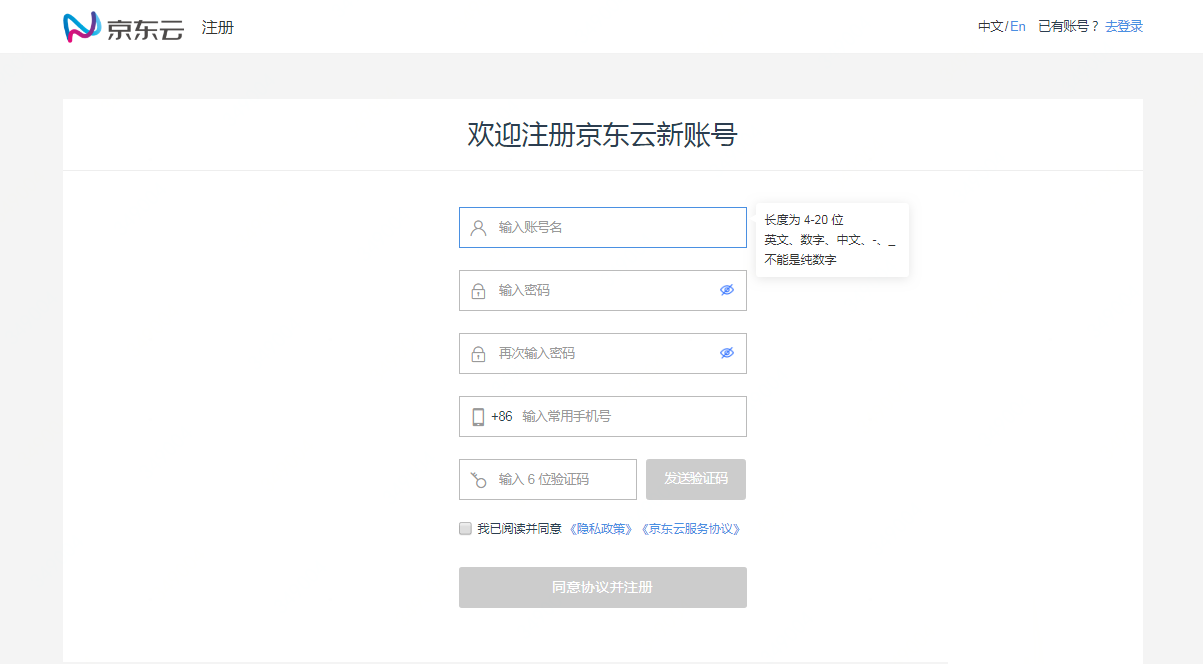 京东云 注册 中文/En 已有账号？ 去登录
欢迎注册京东云新账号
输入账号名
长度为 4-20 位
英文、数字、中文、-、_
不能是纯数字
输入密码
再次输入密码
+86 输入常用手机号
输入 6 位验证码 发送验证码
我已阅读并同意 《隐私政策》 《京东云服务协议》
同意协议并注册